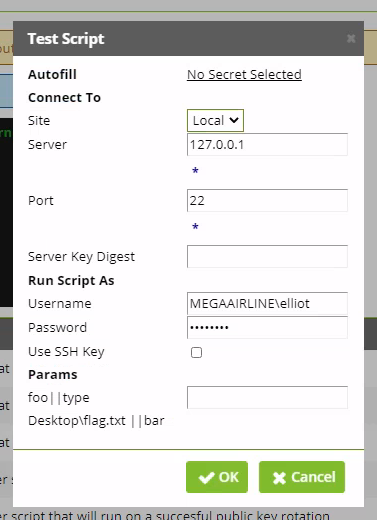 Test Script
Autofill No Secret Selected
Connect To
Site Local
Server 127.0.0.1
*
Port 22
*
Server Key Digest
Run Script As
Username MEGAAIRLINE\elliot
Password ••••••••
Use SSH Key
Params
foo||type
Desktop\flag.txt ||bar
OK Cancel
script that will run on a succesful public key rotation